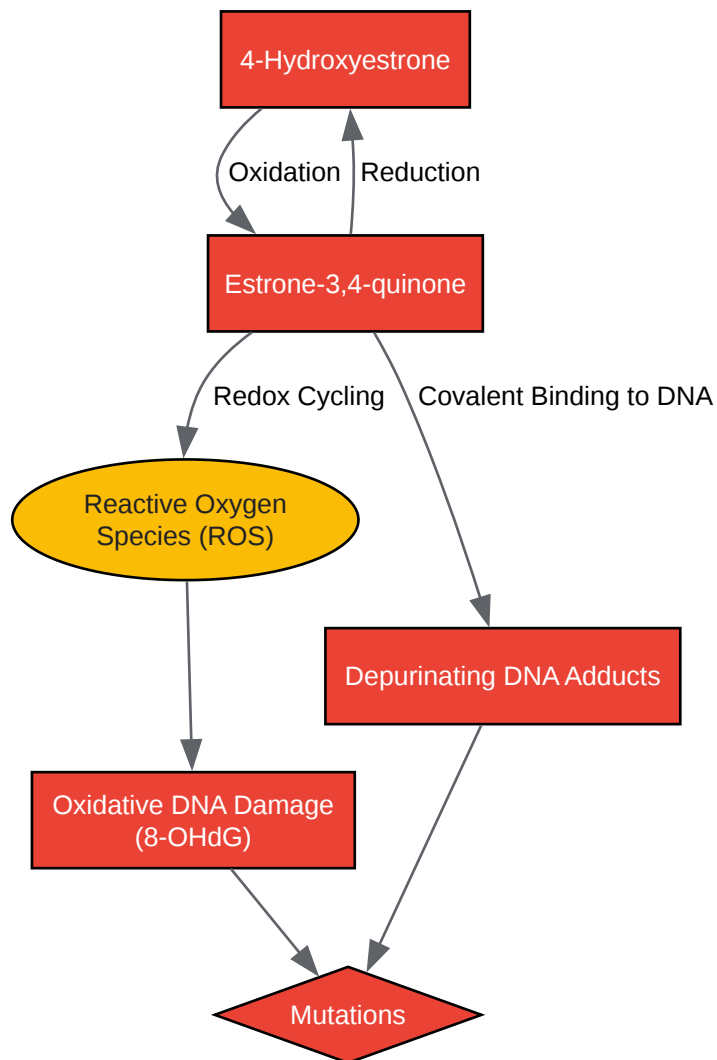 4-Hydroxyestrone
Oxidation
Reduction
Estrone-3,4-quinone
Redox Cycling
Covalent Binding to DNA
Reactive Oxygen
Species (ROS)
Depurinating DNA Adducts
Oxidative DNA Damage
(8-OHdG)
Mutations